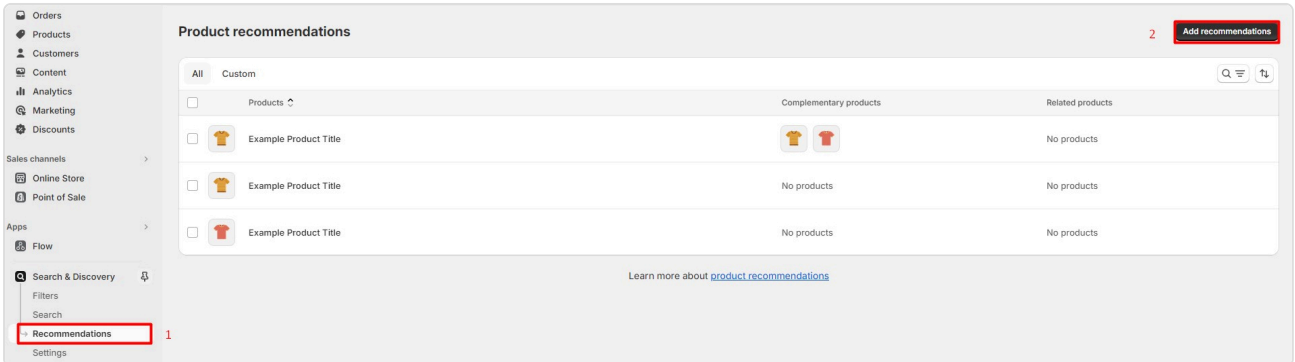 Orders
Products
Customers
Content
Analytics
Marketing
Discounts
Sales channels
Online Store
Point of Sale
Apps
Flow
Search & Discovery
Filters
Search
Recommendations 1
Settings
Product recommendations
2 Add recommendations
All Custom
Products Complementary products Related products
Example Product Title No products
Example Product Title No products No products
Example Product Title No products No products
Learn more about product recommendations